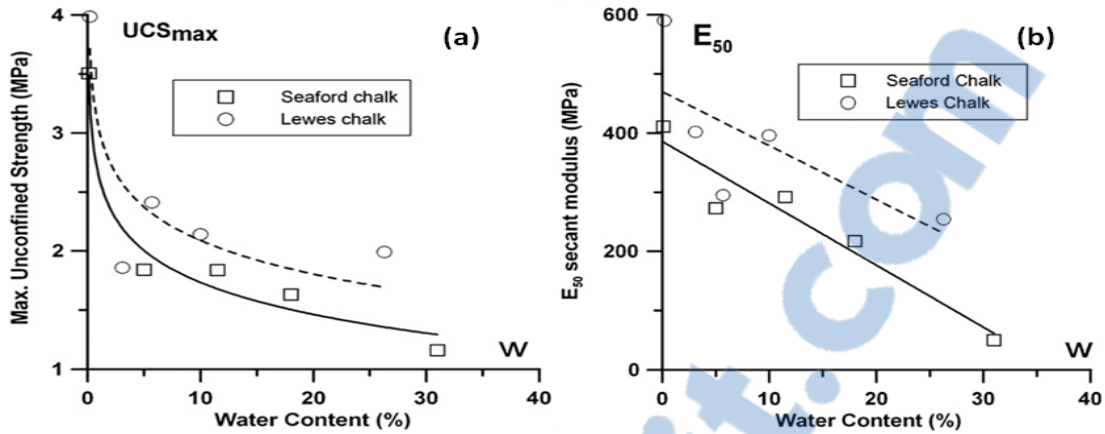 UCSmax
(a)
Seaford chalk
Lewes chalk
Max. Unconfined Strength (MPa)
4
3
2
1
0
10
20
30
40
W
Water Content (%)
E50
(b)
Seaford Chalk
Lewes Chalk
E50 secant modulus (MPa)
600
400
200
0
0
10
20
30
40
W
Water Content (%)
t.com